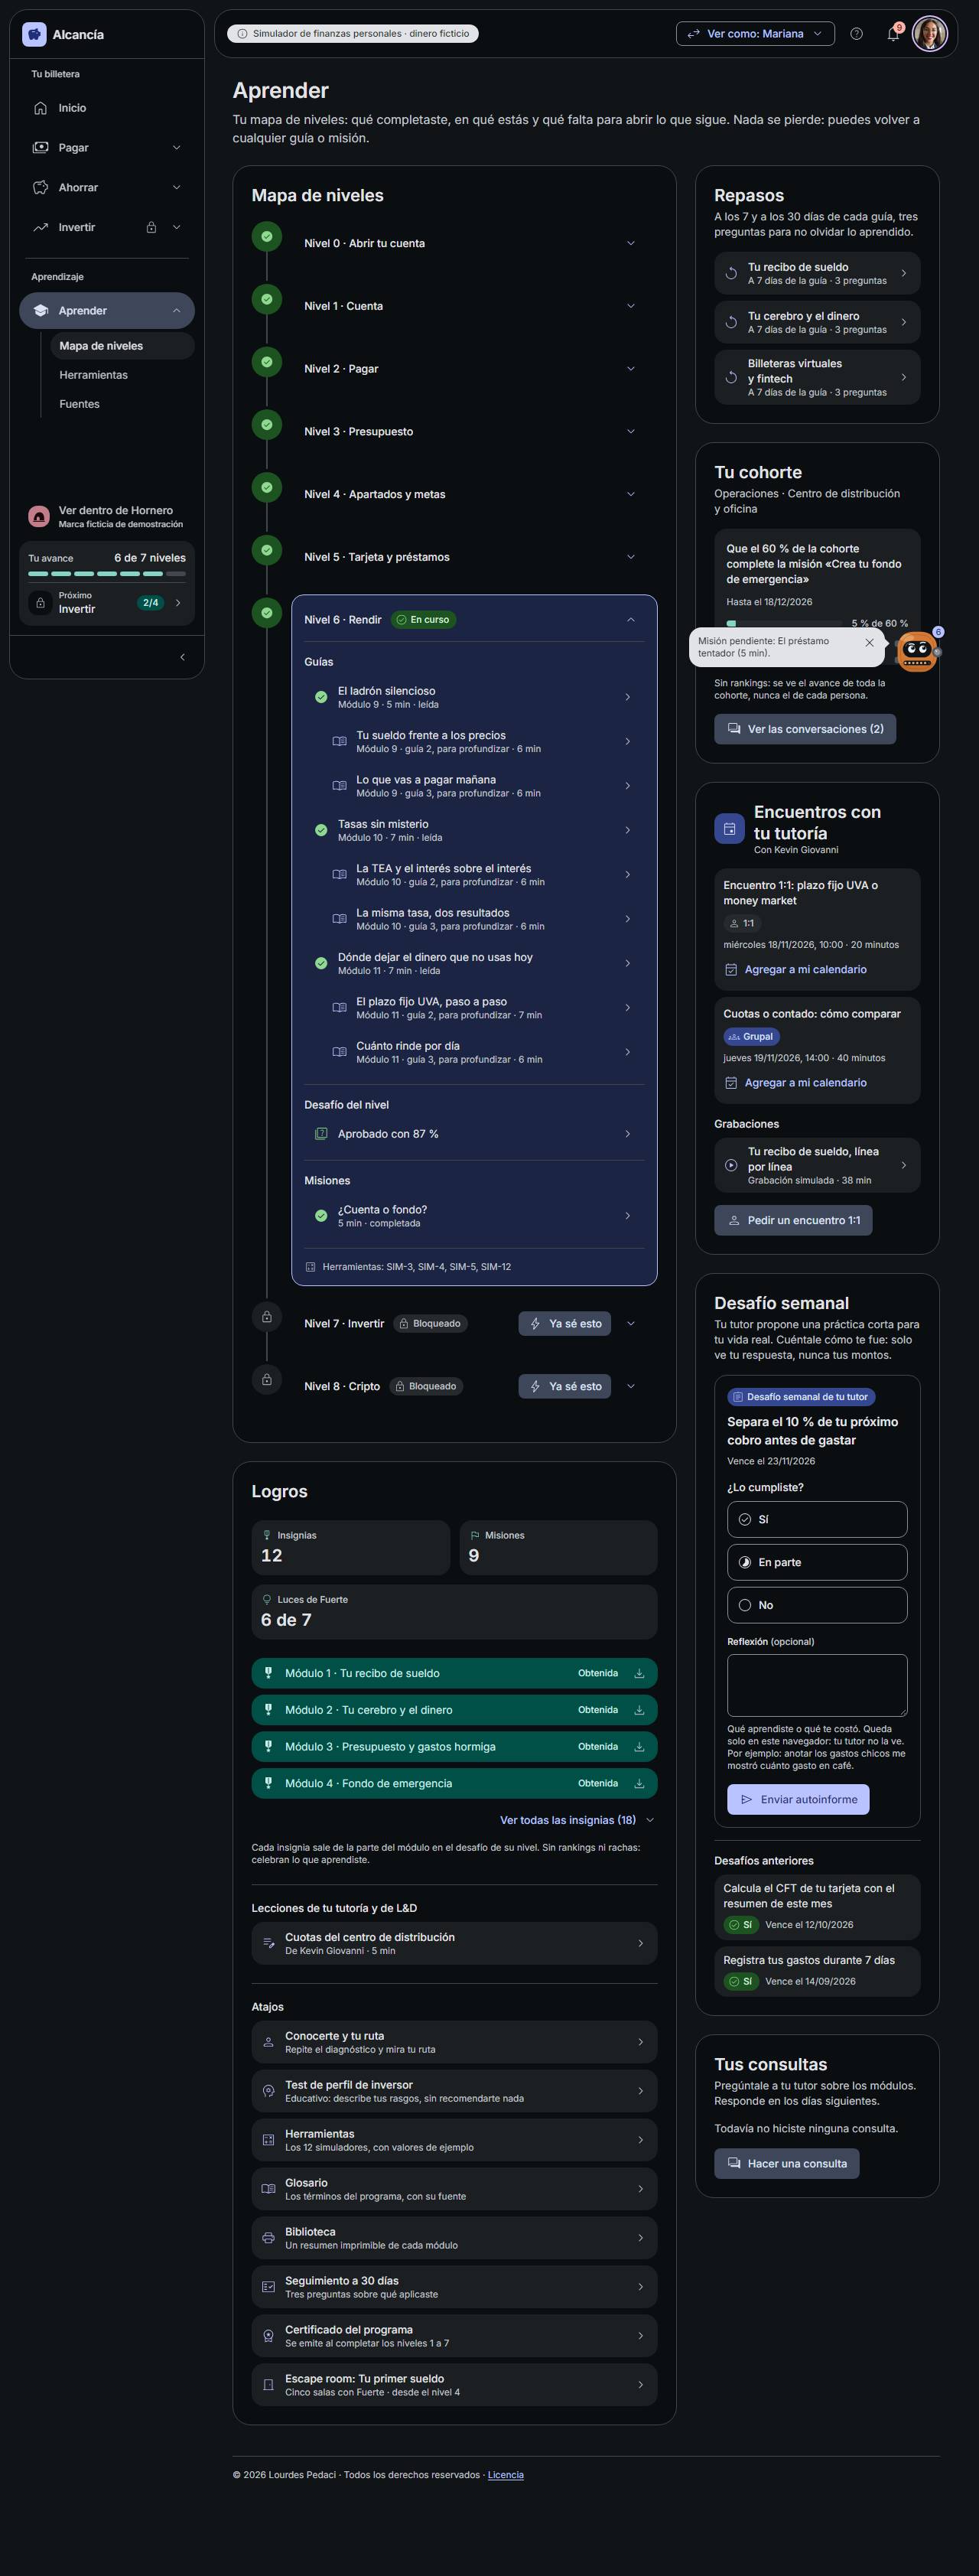 Alcancía
Tu billetera
Inicio
Pagar
Ahorrar
Invertir
Aprendizaje
Aprender
Mapa de niveles
Herramientas
Fuentes
Ver dentro de Hornero
Marca ficticia de demostración
Tu avance
6 de 7 niveles
Próximo
Invertir
2/4
Simulador de finanzas personales · dinero ficticio
Ver como: Mariana
9
Aprender
Tu mapa de niveles: qué completaste, en qué estás y qué falta para abrir lo que sigue. Nada se pierde: puedes volver a
cualquier guía o misión.
Mapa de niveles
Nivel 0 · Abrir tu cuenta
Nivel 1 · Cuenta
Nivel 2 · Pagar
Nivel 3 · Presupuesto
Nivel 4 · Apartados y metas
Nivel 5 · Tarjeta y préstamos
Nivel 6 · Rendir
En curso
Guías
El ladrón silencioso
Módulo 9 · 5 min · leída
Tu sueldo frente a los precios
Módulo 9 · guía 2, para profundizar · 6 min
Lo que vas a pagar mañana
Módulo 9 · guía 3, para profundizar · 6 min
Tasas sin misterio
Módulo 10 · 7 min · leída
La TEA y el interés sobre el interés
Módulo 10 · guía 2, para profundizar · 6 min
La misma tasa, dos resultados
Módulo 10 · guía 3, para profundizar · 6 min
Dónde dejar el dinero que no usas hoy
Módulo 11 · 7 min · leída
El plazo fijo UVA, paso a paso
Módulo 11 · guía 2, para profundizar · 7 min
Cuánto rinde por día
Módulo 11 · guía 3, para profundizar · 6 min
Desafío del nivel
Aprobado con 87 %
Misiones
¿Cuenta o fondo?
5 min · completada
Herramientas: SIM-3, SIM-4, SIM-5, SIM-12
Nivel 7 · Invertir
Bloqueado
Ya sé esto
Nivel 8 · Cripto
Bloqueado
Ya sé esto
Logros
Insignias
12
Misiones
9
Luces de Fuerte
6 de 7
Módulo 1 · Tu recibo de sueldo
Obtenida
Módulo 2 · Tu cerebro y el dinero
Obtenida
Módulo 3 · Presupuesto y gastos hormiga
Obtenida
Módulo 4 · Fondo de emergencia
Obtenida
Ver todas las insignias (18)
Cada insignia sale de la parte del módulo en el desafío de su nivel. Sin rankings ni rachas:
celebran lo que aprendiste.
Lecciones de tu tutoría y de L&D
Cuotas del centro de distribución
De Kevin Giovanni · 5 min
Atajos
Conocerte y tu ruta
Repite el diagnóstico y mira tu ruta
Test de perfil de inversor
Educativo: describe tus rasgos, sin recomendarte nada
Herramientas
Los 12 simuladores, con valores de ejemplo
Glosario
Los términos del programa, con su fuente
Biblioteca
Un resumen imprimible de cada módulo
Seguimiento a 30 días
Tres preguntas sobre qué aplicaste
Certificado del programa
Se emite al completar los niveles 1 a 7
Escape room: Tu primer sueldo
Cinco salas con Fuerte · desde el nivel 4
Repasos
A los 7 y a los 30 días de cada guía, tres
preguntas para no olvidar lo aprendido.
Tu recibo de sueldo
A 7 días de la guía · 3 preguntas
Tu cerebro y el dinero
A 7 días de la guía · 3 preguntas
Billeteras virtuales
y fintech
A 7 días de la guía · 3 preguntas
Tu cohorte
Operaciones · Centro de distribución
y oficina
Que el 60 % de la cohorte
complete la misión «Crea tu fondo
de emergencia»
Hasta el 18/12/2026
5 % de 60 %
Misión pendiente: El préstamo
tentador (5 min).
6
Sin rankings: se ve el avance de toda la
cohorte, nunca el de cada persona.
Ver las conversaciones (2)
Encuentros con
tu tutoría
Con Kevin Giovanni
Encuentro 1:1: plazo fijo UVA o
money market
1:1
miércoles 18/11/2026, 10:00 · 20 minutos
Agregar a mi calendario
Cuotas o contado: cómo comparar
Grupal
jueves 19/11/2026, 14:00 · 40 minutos
Agregar a mi calendario
Grabaciones
Tu recibo de sueldo, línea
por línea
Grabación simulada · 38 min
Pedir un encuentro 1:1
Desafío semanal
Tu tutor propone una práctica corta para
tu vida real. Cuéntale cómo te fue: solo
ve tu respuesta, nunca tus montos.
Desafío semanal de tu tutor
Separa el 10 % de tu próximo
cobro antes de gastar
Vence el 23/11/2026
¿Lo cumpliste?
Sí
En parte
No
Reflexión (opcional)
Qué aprendiste o qué te costó. Queda
solo en este navegador: tu tutor no la ve.
Por ejemplo: anotar los gastos chicos me
mostró cuánto gasto en café.
Enviar autoinforme
Desafíos anteriores
Calcula el CFT de tu tarjeta con el
resumen de este mes
Sí
Vence el 12/10/2026
Registra tus gastos durante 7 días
Sí
Vence el 14/09/2026
Tus consultas
Pregúntale a tu tutor sobre los módulos.
Responde en los días siguientes.
Todavía no hiciste ninguna consulta.
Hacer una consulta
© 2026 Lourdes Pedaci · Todos los derechos reservados · Licencia